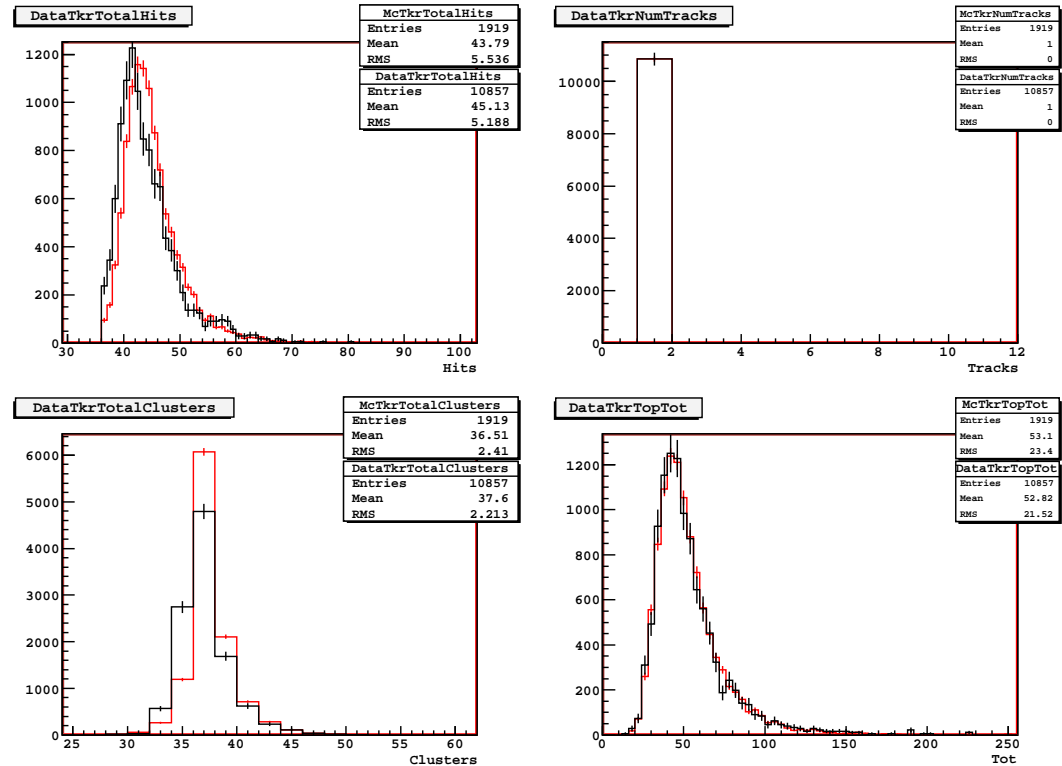 DataTkrTotalHits
McTkrTotalHits
Entries 1919
Mean 43.79
RMS 5.536
DataTkrTotalHits
Entries 10857
Mean 45.13
RMS 5.188
1200
1000
800
600
400
200
0
30 40 50 60 70 80 90 100
Hits
DataTkrNumTracks
McTkrNumTracks
Entries 1919
Mean 1
RMS 0
DataTkrNumTracks
Entries 10857
Mean 1
RMS 0
10000
8000
6000
4000
2000
0
0 2 4 6 8 10 12
Tracks
DataTkrTotalClusters
McTkrTotalClusters
Entries 1919
Mean 36.51
RMS 2.41
DataTkrTotalClusters
Entries 10857
Mean 37.6
RMS 2.213
6000
5000
4000
3000
2000
1000
0
25 30 35 40 45 50 55 60
Clusters
DataTkrTopTot
McTkrTopTot
Entries 1919
Mean 53.1
RMS 23.4
DataTkrTopTot
Entries 10857
Mean 52.82
RMS 21.52
1200
1000
800
600
400
200
0
0 50 100 150 200 250
Tot